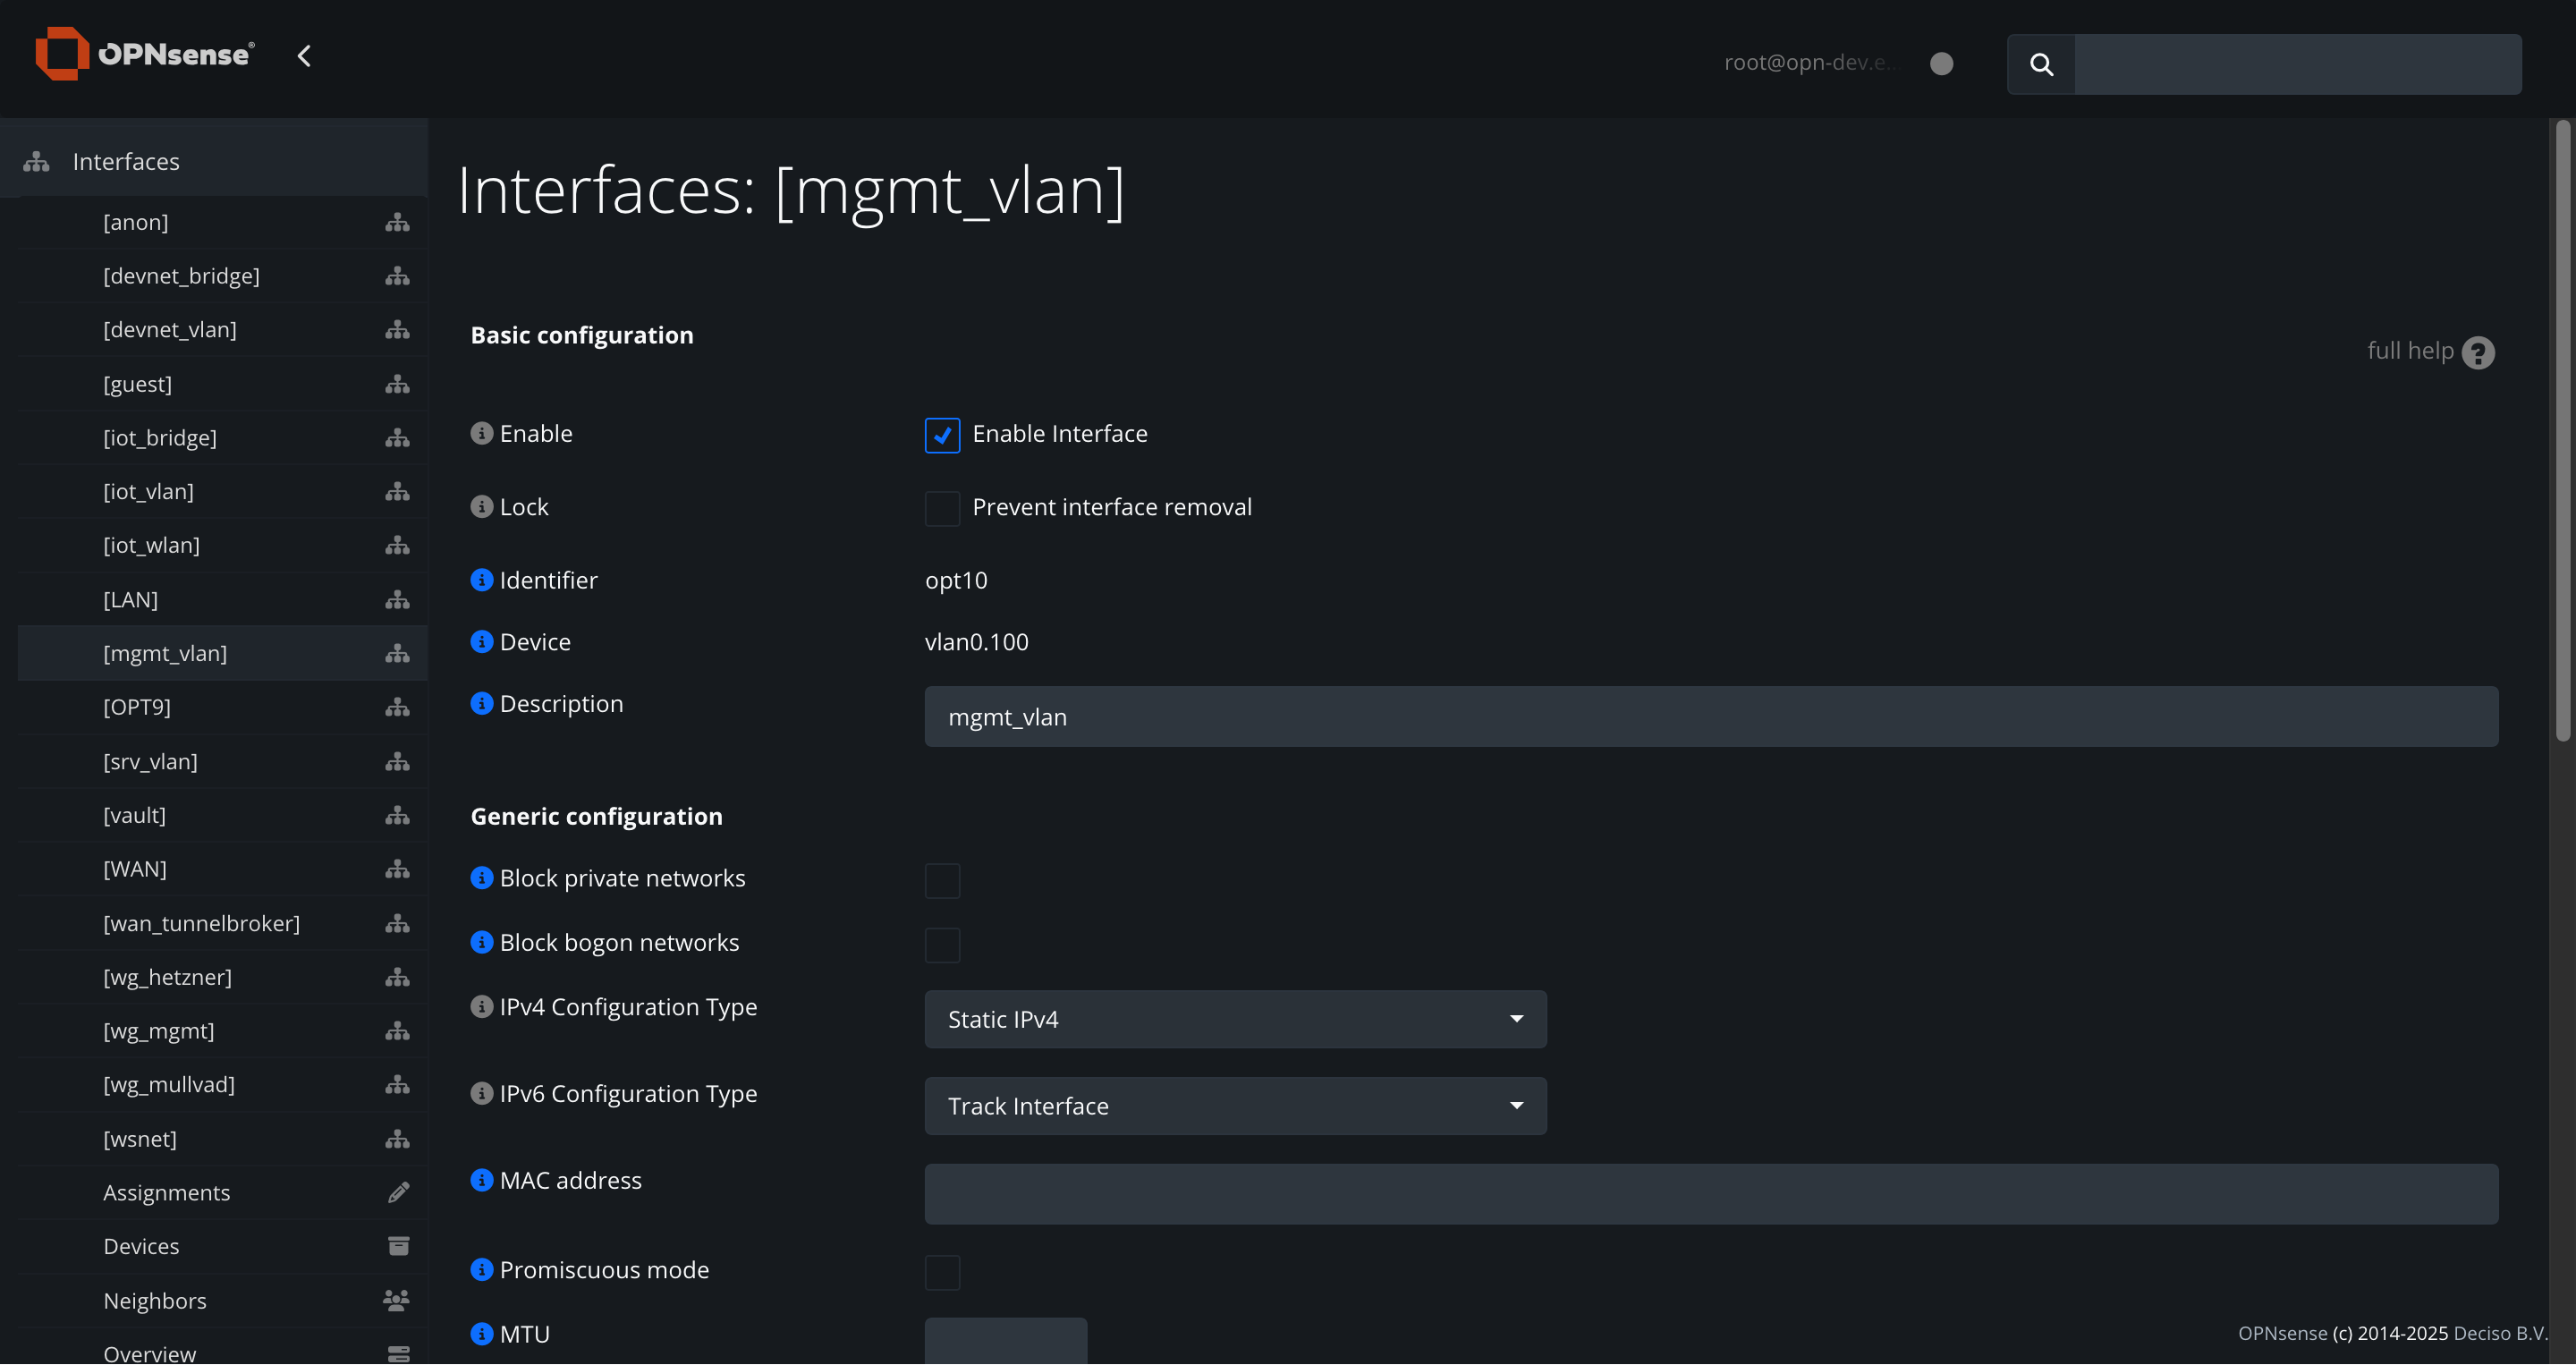 OPNsense®
root@opn-dev.e...
Interfaces
[anon]
[devnet_bridge]
[devnet_vlan]
[guest]
[iot_bridge]
[iot_vlan]
[iot_wlan]
[LAN]
[mgmt_vlan]
[OPT9]
[srv_vlan]
[vault]
[WAN]
[wan_tunnelbroker]
[wg_hetzner]
[wg_mgmt]
[wg_mullvad]
[wsnet]
Assignments
Devices
Neighbors
Overview
Interfaces: [mgmt_vlan]
Basic configuration
full help
Enable
Enable Interface
Lock
Prevent interface removal
Identifier
opt10
Device
vlan0.100
Description
mgmt_vlan
Generic configuration
Block private networks
Block bogon networks
IPv4 Configuration Type
Static IPv4
IPv6 Configuration Type
Track Interface
MAC address
Promiscuous mode
MTU
OPNsense (c) 2014-2025 Deciso B.V.